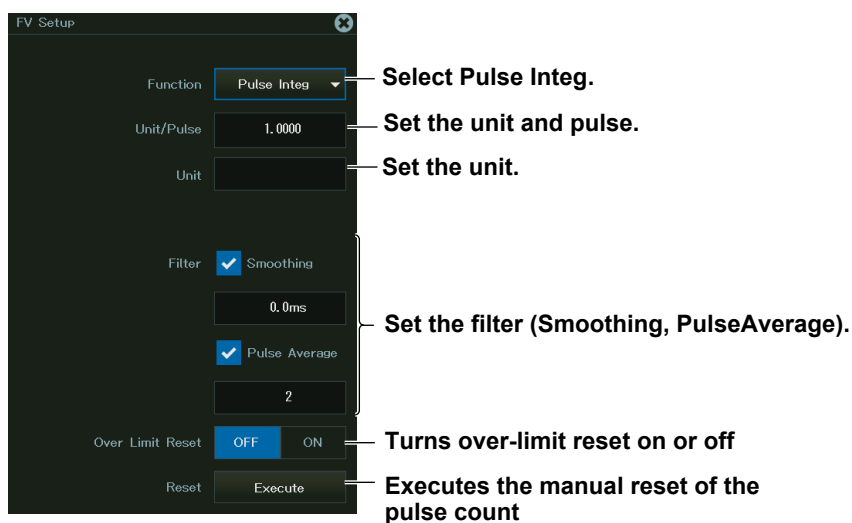 FV Setup
Function Pulse Integ Select Pulse Integ.
Unit/Pulse 1.0000 Set the unit and pulse.
Unit Set the unit.
Filter Smoothing
0.0ms
Set the filter (Smoothing, PulseAverage).
Pulse Average
2
Over Limit Reset OFF ON Turns over-limit reset on or off
Reset Execute Executes the manual reset of the
pulse count